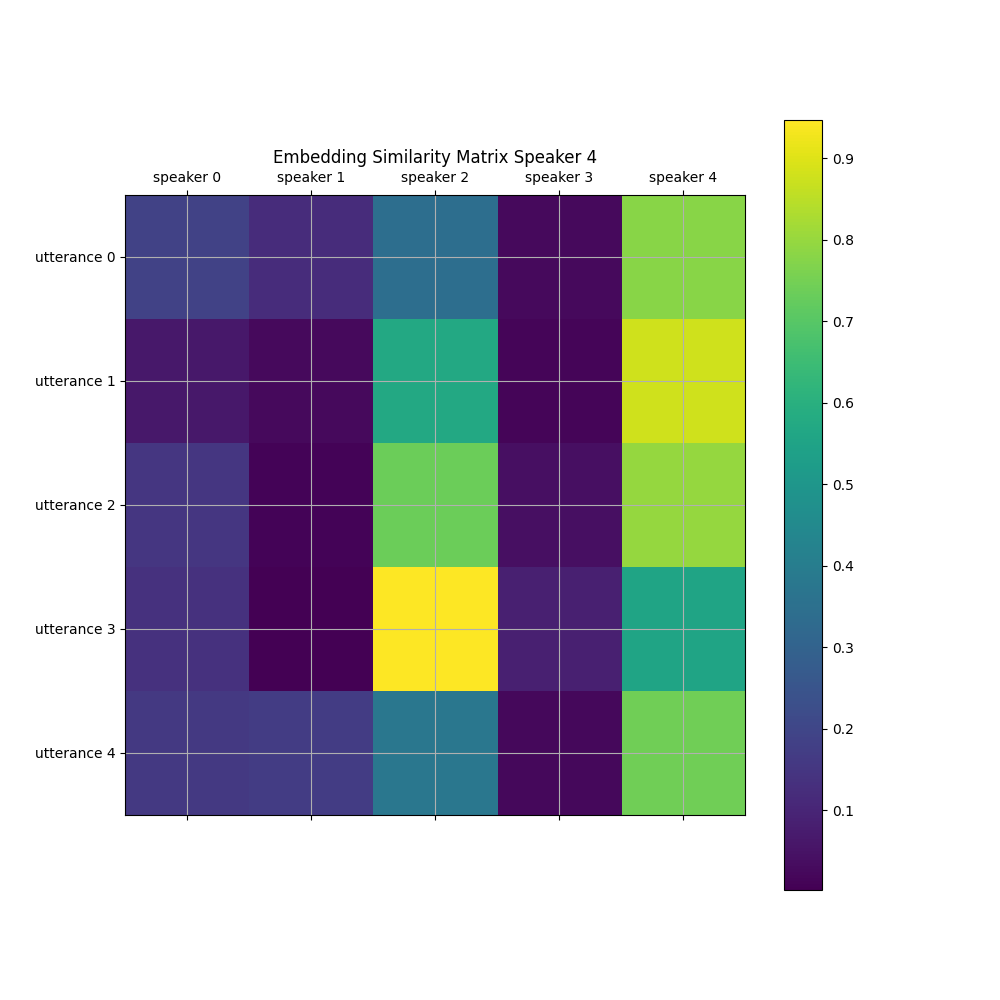 Embedding Similarity Matrix Speaker 4
speaker 0 speaker 1 speaker 2 speaker 3 speaker 4
utterance 0
utterance 1
utterance 2
utterance 3
utterance 4
0.9
0.8
0.7
0.6
0.5
0.4
0.3
0.2
0.1